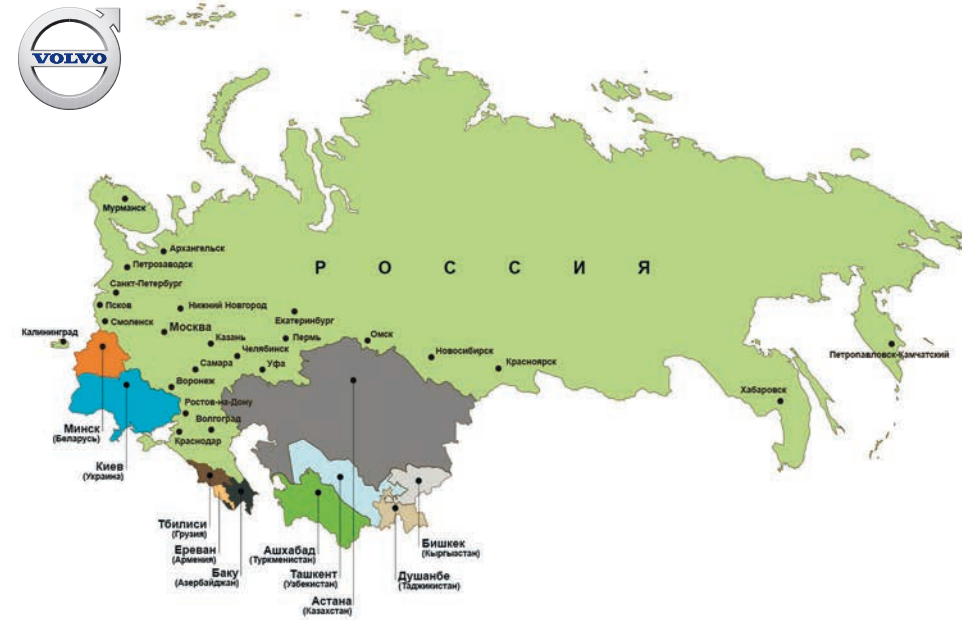 VOLVO
Мурманск
Архангельск
Петрозаводск
РОССИЯ
Санкт-Петербург
Псков
Нижний Новгород
Екатеринбург
Смоленск
Москва
Калининград
Казань
Пермь
Омск
Челябинск
Новосибирск
Петропавловск-Камчатский
Самара
Уфа
Красноярск
Воронеж
Хабаровск
Ростов-на-Дону
Волгоград
Краснодар
Минск
(Беларусь)
Киев
(Украина)
Тбилиси
(Грузия)
Ереван
(Армения)
Баку
(Азербайджан)
Ашхабад
(Туркменистан)
Ташкент
(Узбекистан)
Астана
(Казахстан)
Бишкек
(Кыргызстан)
Душанбе
(Таджикистан)